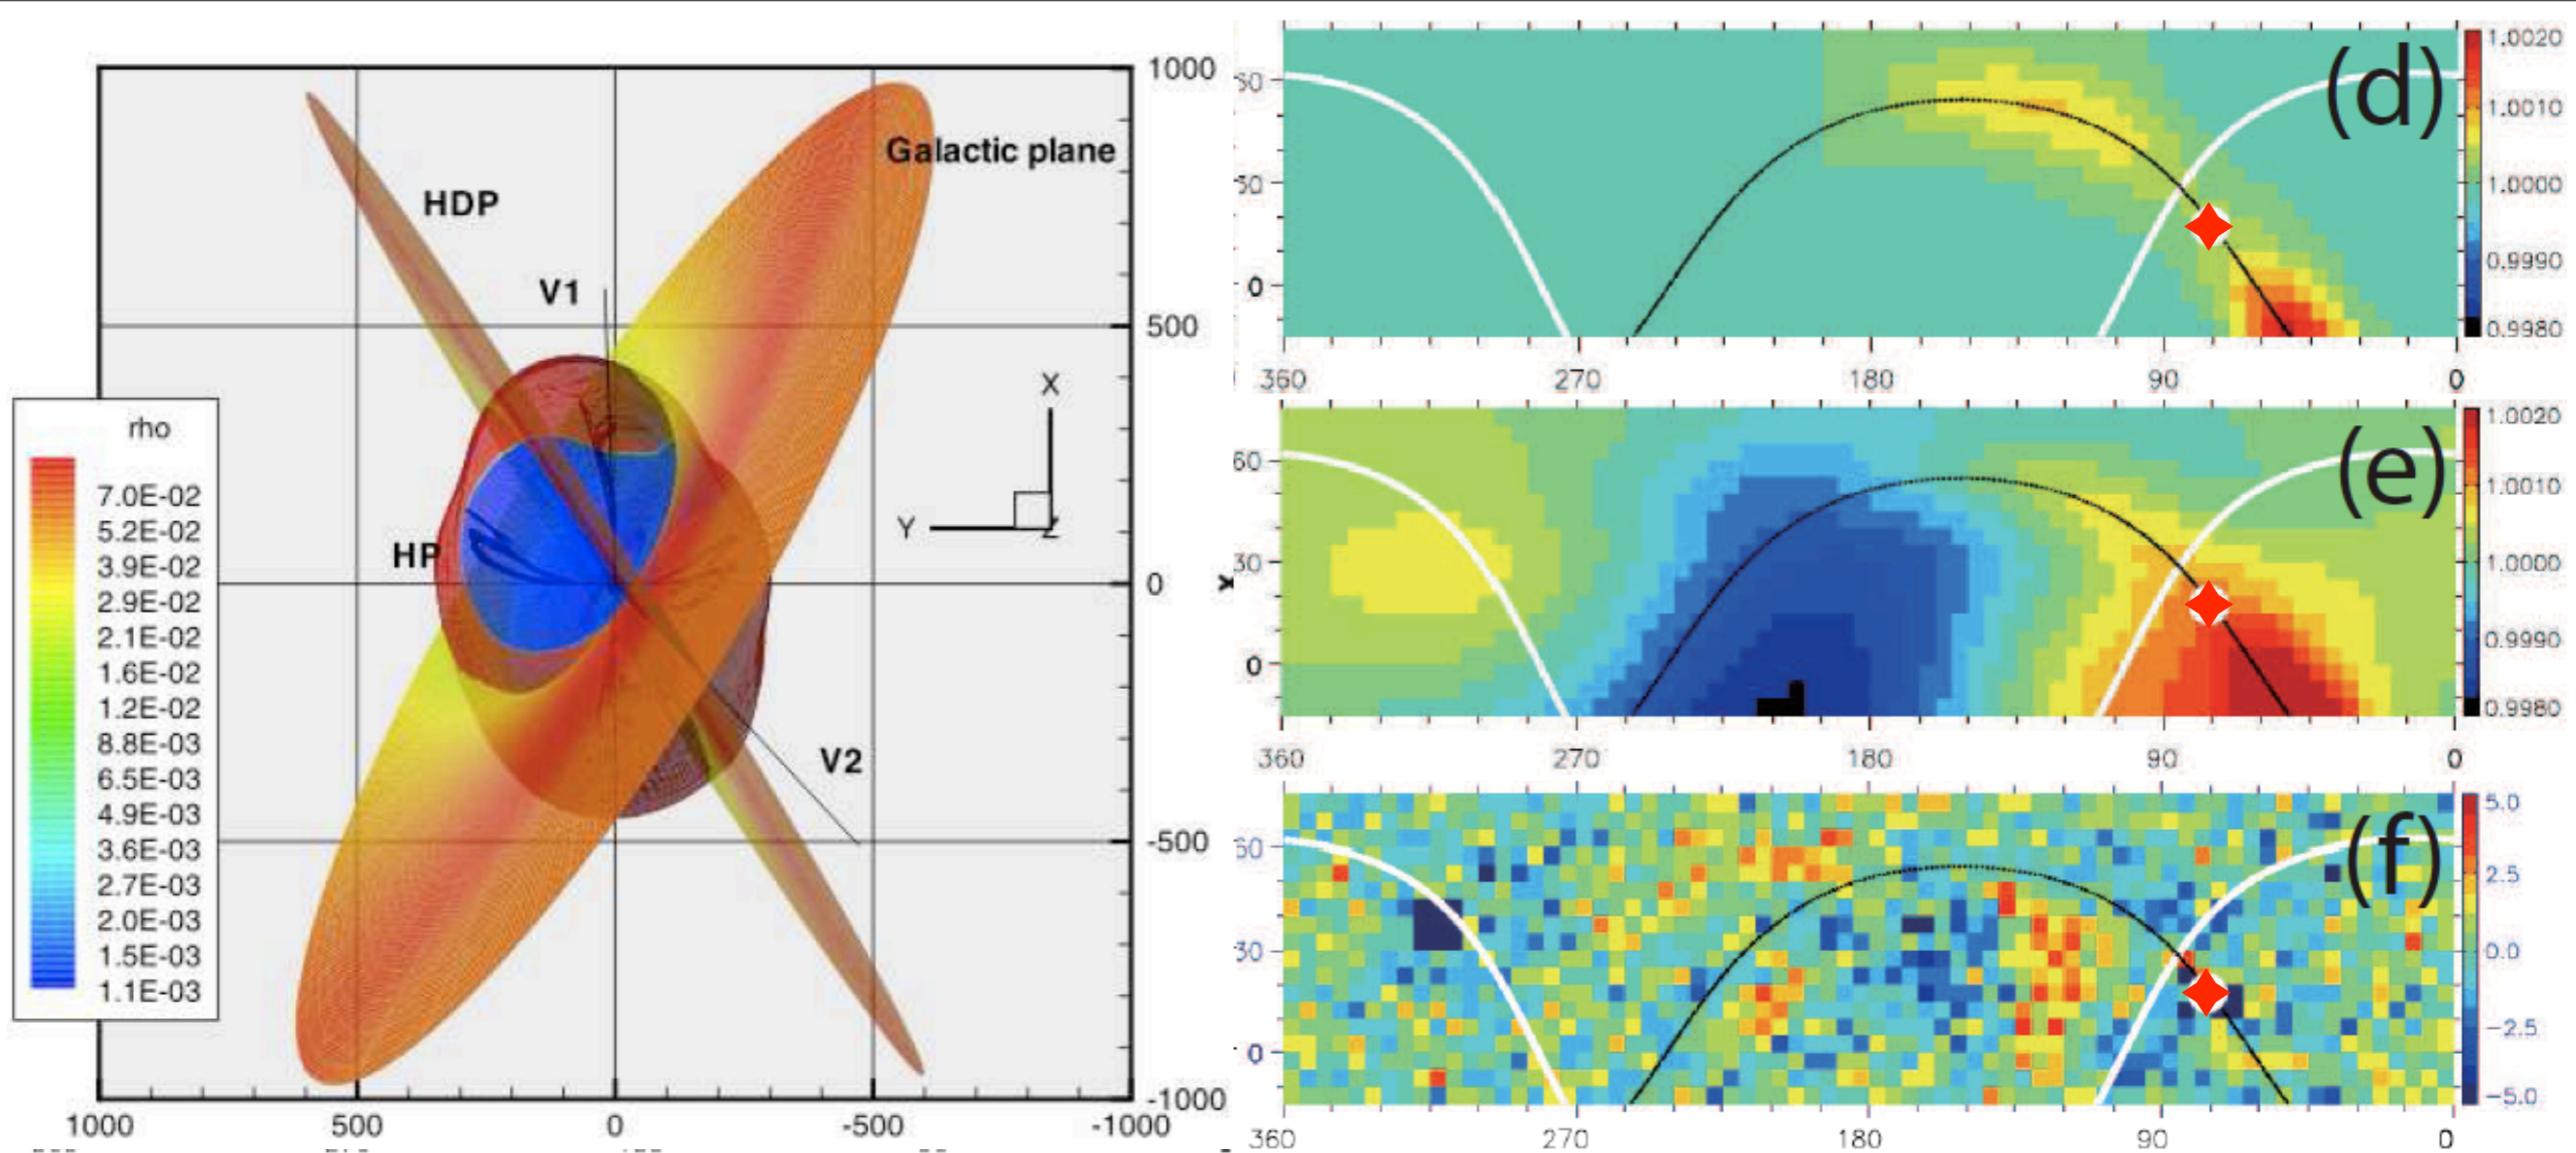 1000
Galactic plane
HDP
V1
500
X
rho
7.0E-02
5.2E-02
3.9E-02
2.9E-02
2.1E-02
1.6E-02
1.2E-02
8.8E-03
6.5E-03
4.9E-03
3.6E-03
2.7E-03
2.0E-03
1.5E-03
1.1E-03
Y
Z
HP
0
V2
-500
-1000
1000 500 0 -500 -1000
(d)
30
0
360 270 180 90 0
1.0020
1.0010
1.0000
0.9990
0.9980
(e)
60
30
0
360 270 180 90 0
1.0020
1.0010
1.0000
0.9990
0.9980
(f)
30
0
360 270 180 90 0
5.0
2.5
0.0
-2.5
-5.0